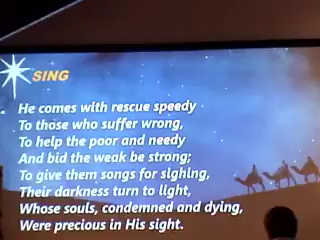 SING
He comes with rescue speedy
To those who suffer wrong,
To help the poor and needy
And bid the weak be strong;
To give them songs for sighing,
Their darkness turn to light,
Whose souls, condemned and dying,
Were precious in His sight.